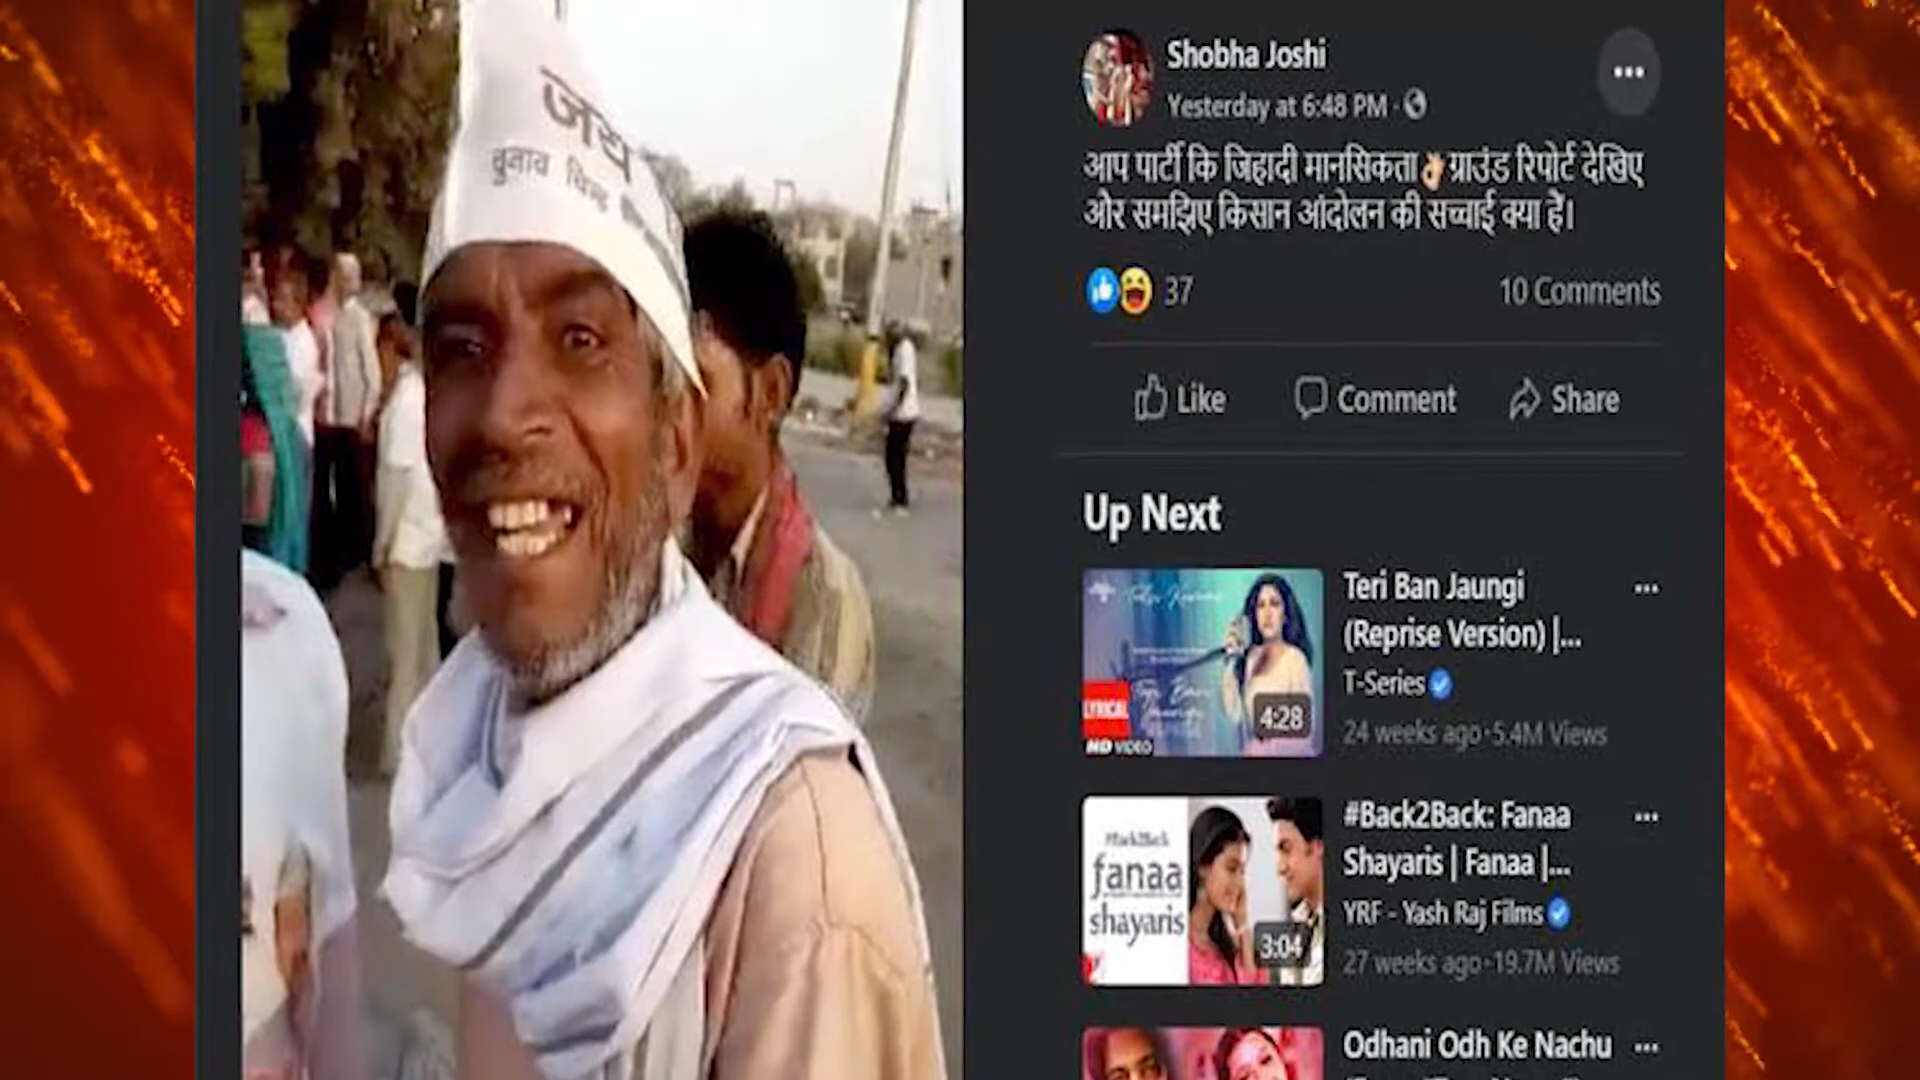 जय
चुनाव चिन्ह
Shobha Joshi
Yesterday at 6:48 PM ·
आप पार्टी कि जिहादी मानसिकता👌ग्राउंड रिपोर्ट देखिए
और समझिए किसान आंदोलन की सच्चाई क्या हें।
37
10 Comments
Like
Comment
Share
Up Next
LYRICAL
HD VIDEO
4:28
Teri Ban Jaungi
(Reprise Version) |...
T-Series
24 weeks ago·5.4M Views
#Back2Back
fanaa
shayaris
3:04
#Back2Back: Fanaa
Shayaris | Fanaa |...
YRF - Yash Raj Films
27 weeks ago·19.7M Views
Odhani Odh Ke Nachu